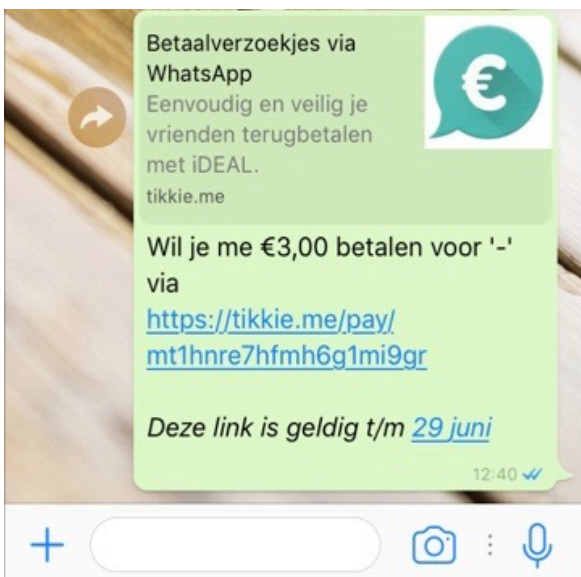 Betaalverzoekjes via
WhatsApp
Eenvoudig en veilig je
vrienden terugbetalen
met iDEAL.
tikkie.me
€
Wil je me €3,00 betalen voor '-'
via
https://tikkie.me/pay/
mt1hnre7hfmh6g1mi9gr
Deze link is geldig t/m 29 juni
12:40